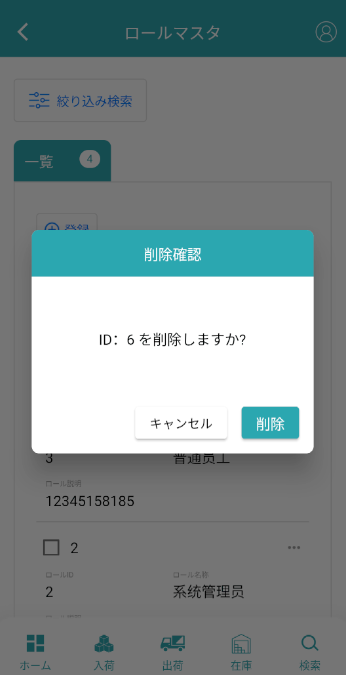 ロールマスタ
絞り込み検索
一覧 4
登録
削除確認
ID：6 を削除しますか?
キャンセル 削除
3 普通员工
ロール説明
12345158185
2
ロールID ロール名称
2 系统管理员
ホーム 入荷 出荷 在庫 検索